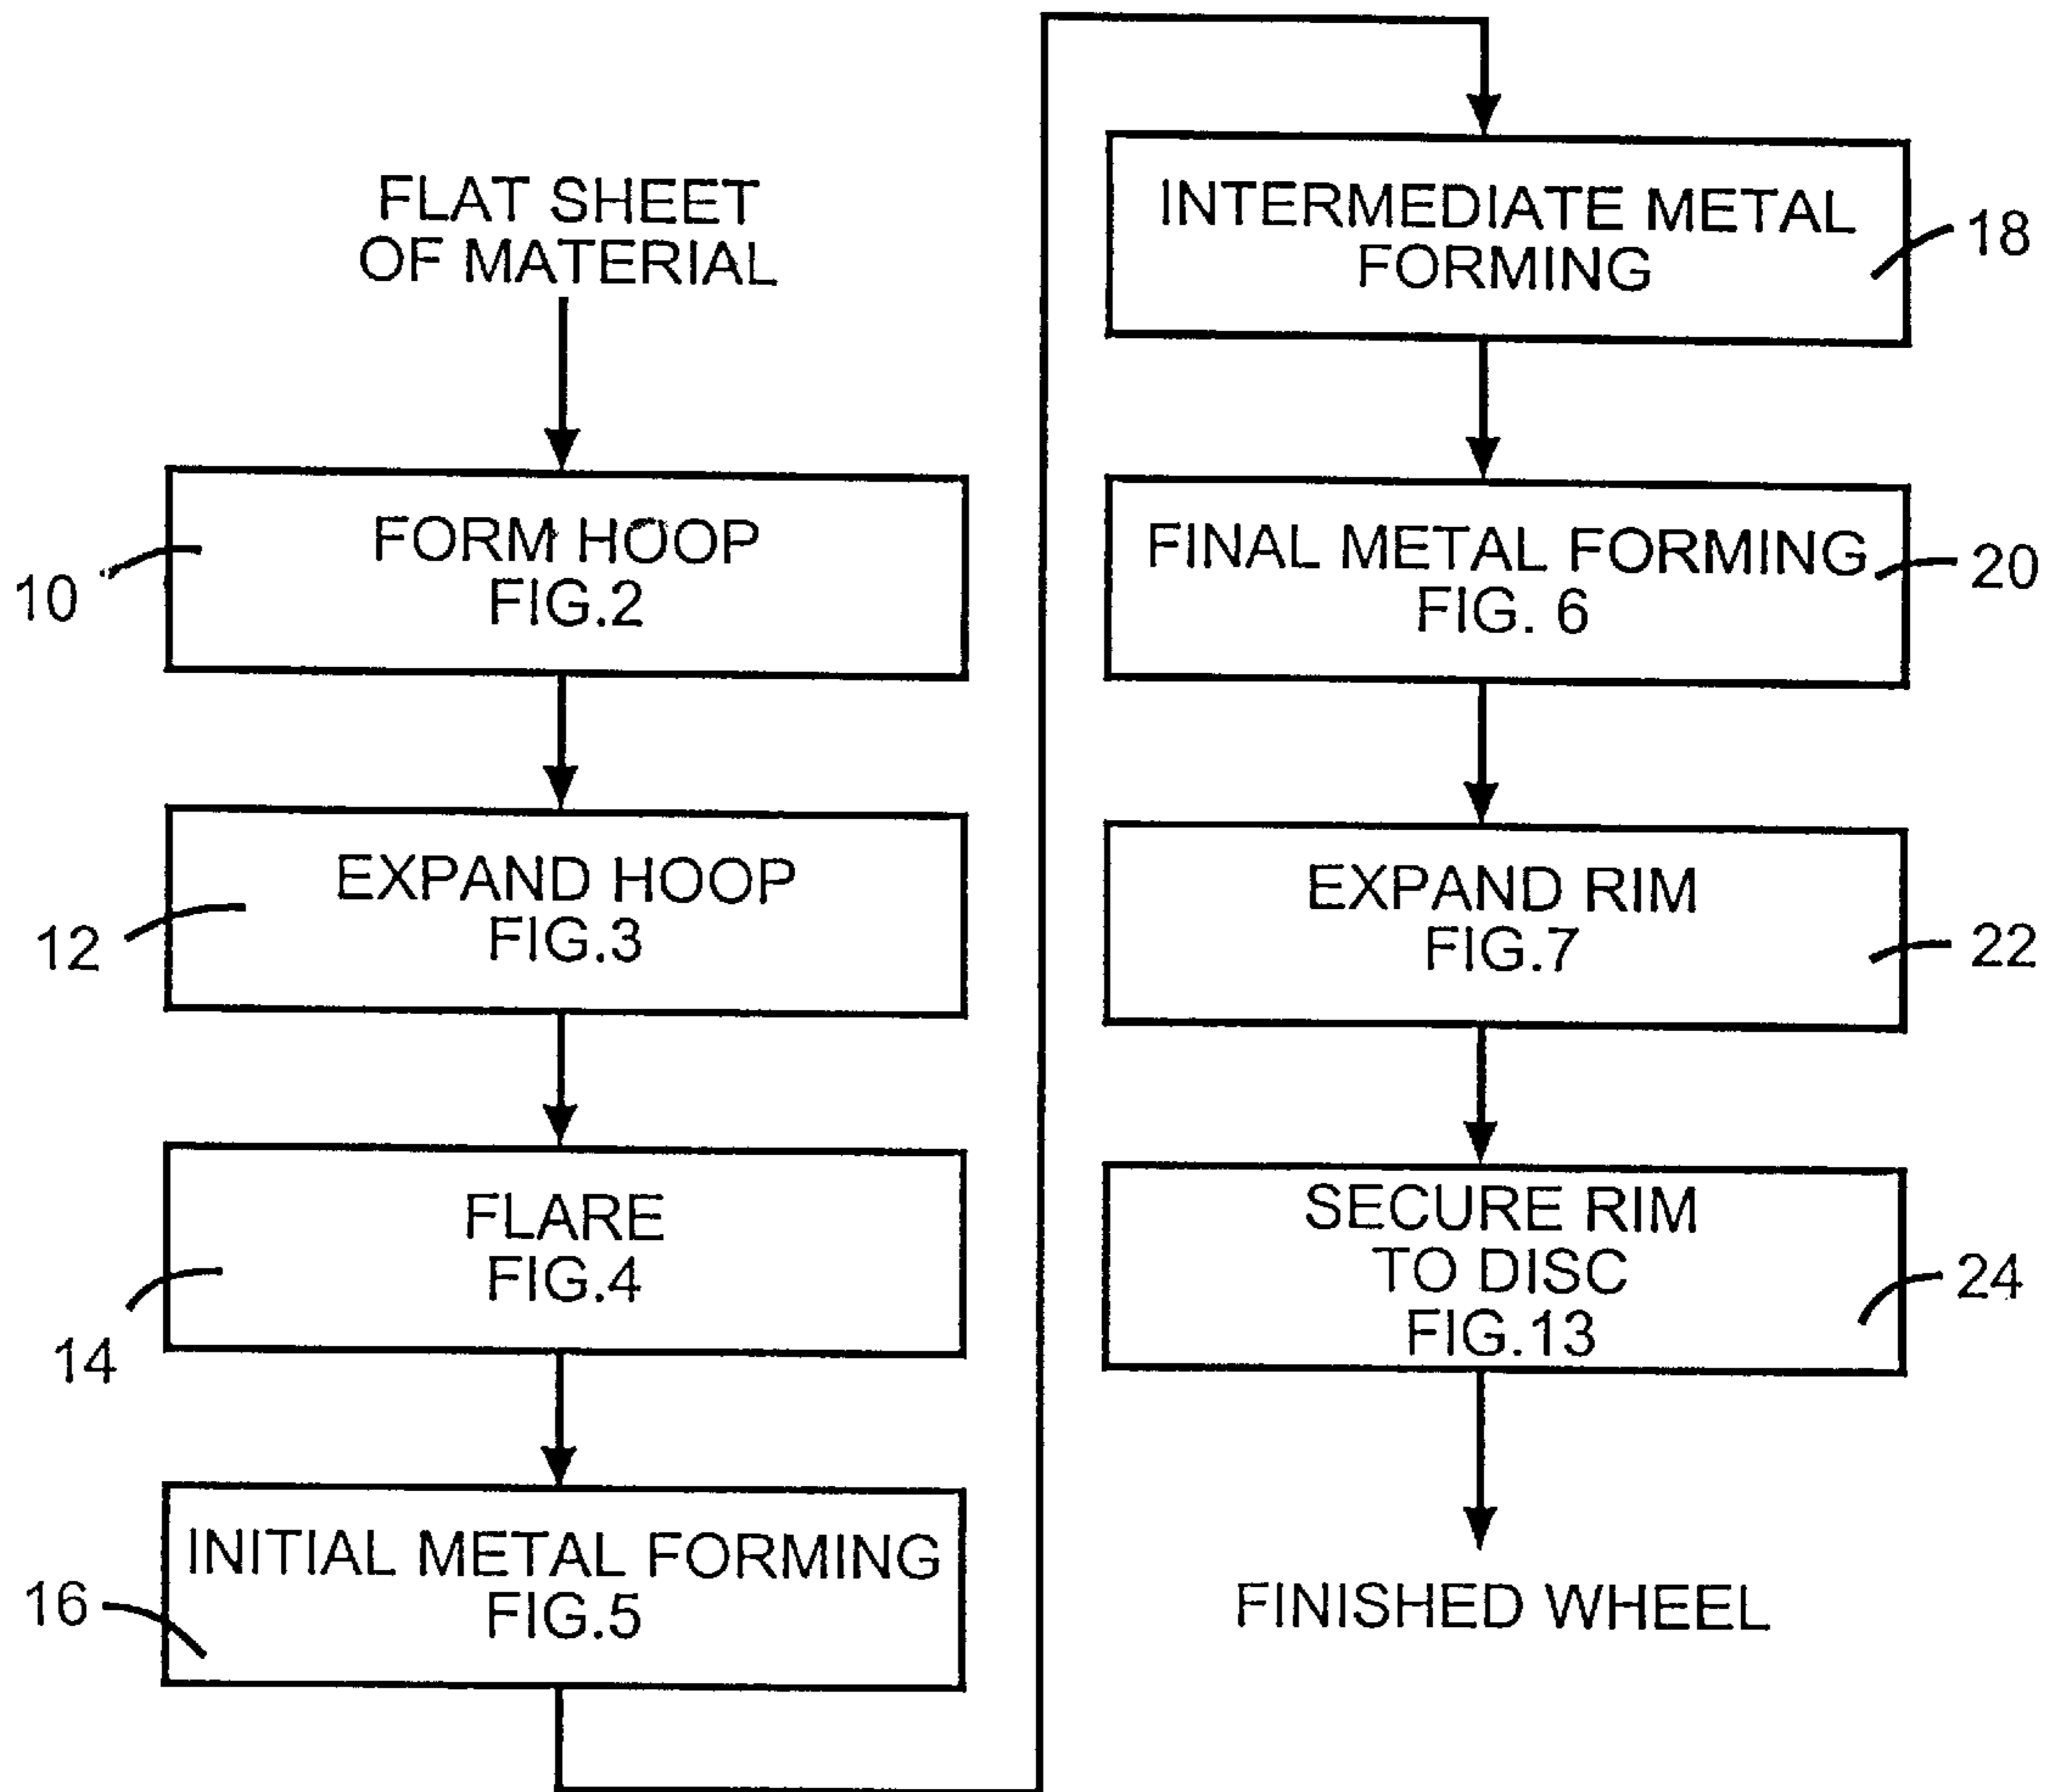 FLAT SHEET
OF MATERIAL
10
FORM HOOP
FIG.2
12
EXPAND HOOP
FIG.3
14
FLARE
FIG.4
16
INITIAL METAL FORMING
FIG.5
INTERMEDIATE METAL
FORMING
18
FINAL METAL FORMING
FIG. 6
20
EXPAND RIM
FIG.7
22
SECURE RIM
TO DISC
FIG.13
24
FINISHED WHEEL